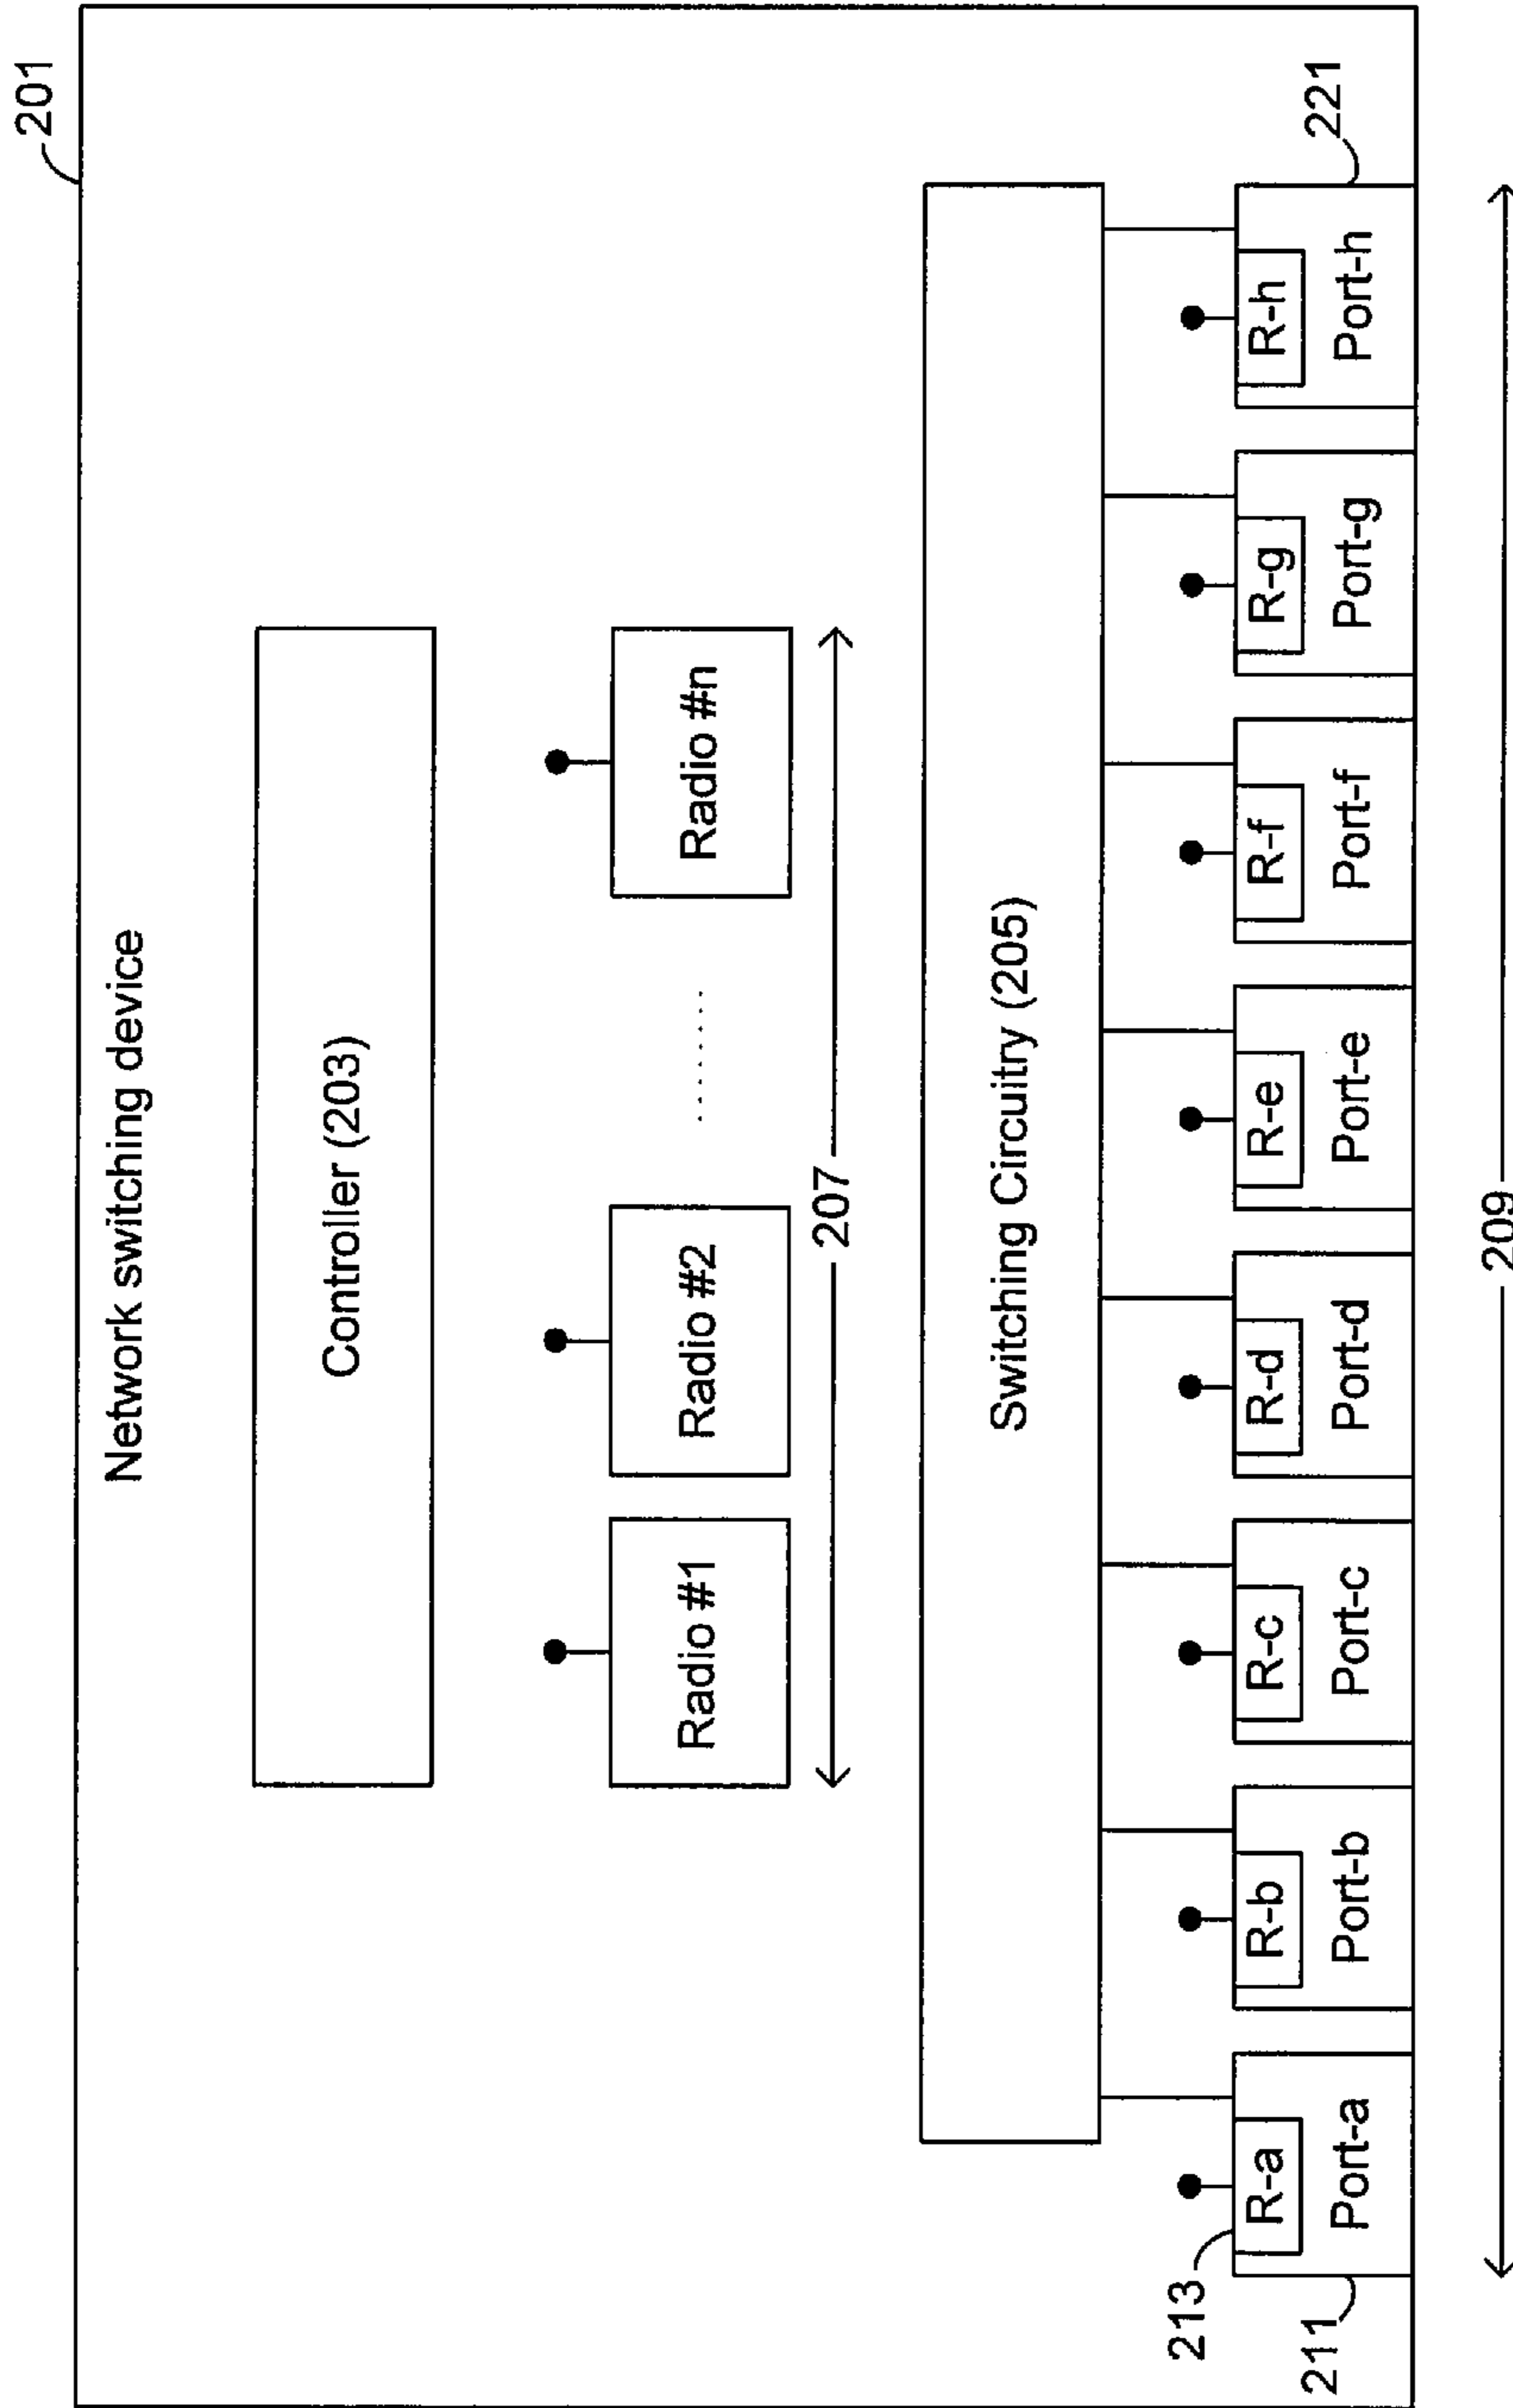 201
Network switching device
Controller (203)
Radio #1
Radio #2
........
Radio #n
207
Switching Circuitry (205)
213
R-a
R-b
R-c
R-d
R-e
R-f
R-g
R-h
221
211
Port-a
Port-b
Port-c
Port-d
Port-e
Port-f
Port-g
Port-h
209